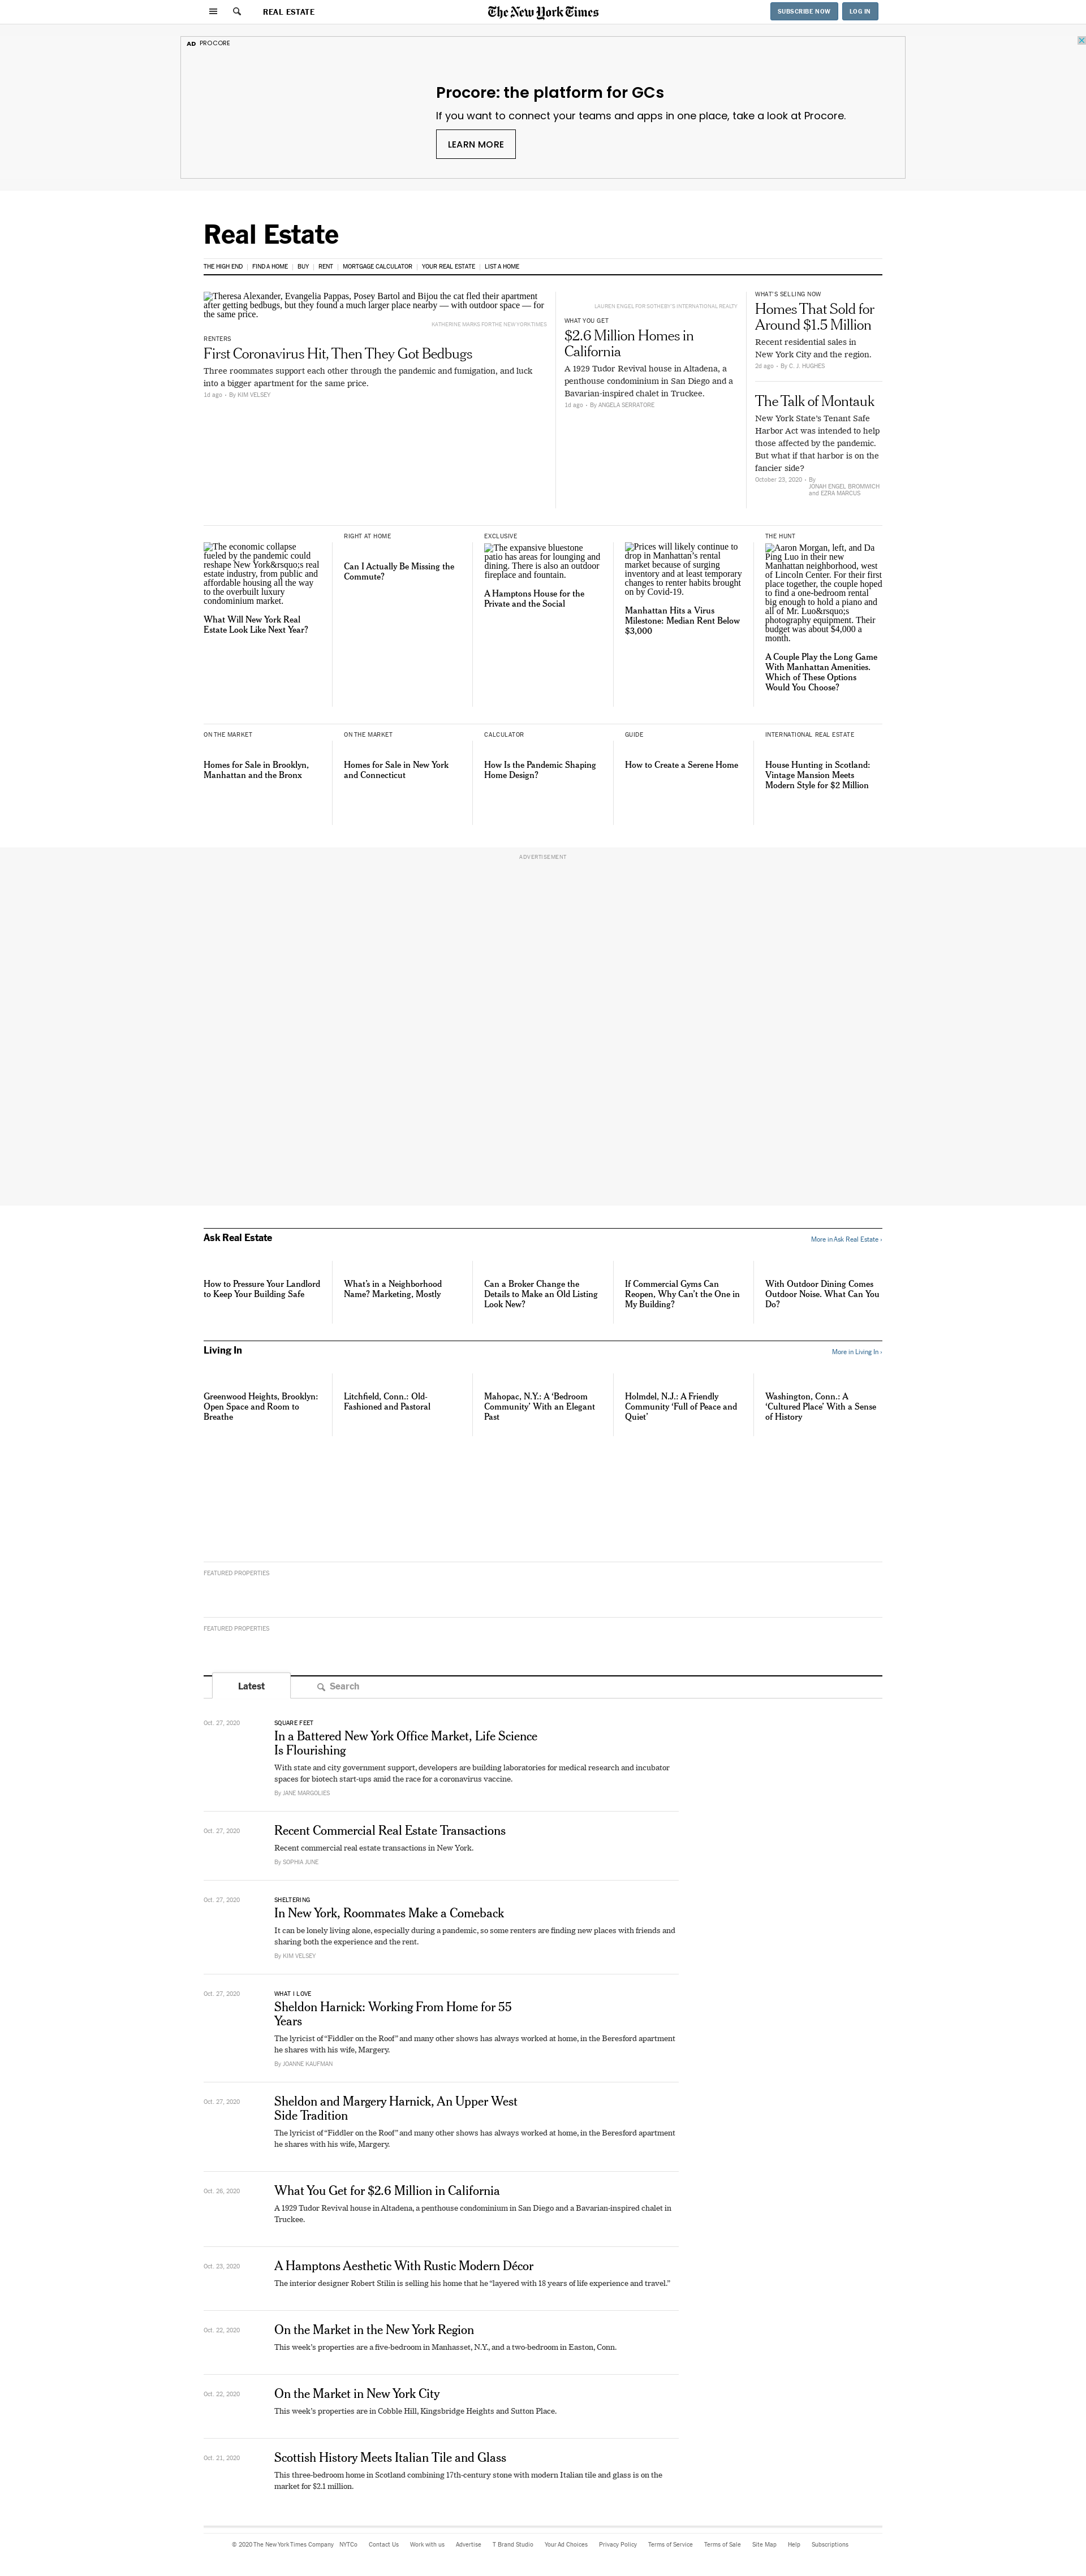 REAL ESTATE
The New York Times
SUBSCRIBE NOW
LOG IN
AD PROCORE
Procore: the platform for GCs
If you want to connect your teams and apps in one place, take a look at Procore.
LEARN MORE
Real Estate
THE HIGH END | FIND A HOME | BUY | RENT | MORTGAGE CALCULATOR | YOUR REAL ESTATE | LIST A HOME
Theresa Alexander, Evangelia Pappas, Posey Bartol and Bijou the cat fled their apartment
after getting bedbugs, but they found a much larger place nearby — with outdoor space — for
the same price.
KATHERINE MARKS FOR THE NEW YORK TIMES
RENTERS
First Coronavirus Hit, Then They Got Bedbugs
Three roommates support each other through the pandemic and fumigation, and luck
into a bigger apartment for the same price.
1d ago - By KIM VELSEY
LAUREN ENGEL FOR SOTHEBY'S INTERNATIONAL REALTY
WHAT YOU GET
$2.6 Million Homes in
California
A 1929 Tudor Revival house in Altadena, a
penthouse condominium in San Diego and a
Bavarian-inspired chalet in Truckee.
1d ago - By ANGELA SERRATORE
WHAT'S SELLING NOW
Homes That Sold for
Around $1.5 Million
Recent residential sales in
New York City and the region.
2d ago - By C. J. HUGHES
The Talk of Montauk
New York State’s Tenant Safe
Harbor Act was intended to help
those affected by the pandemic.
But what if that harbor is on the
fancier side?
October 23, 2020 - By
JONAH ENGEL BROMWICH
and EZRA MARCUS
The economic collapse
fueled by the pandemic could
reshape New York&rsquo;s real
estate industry, from public and
affordable housing all the way
to the overbuilt luxury
condominium market.
What Will New York Real
Estate Look Like Next Year?
RIGHT AT HOME
Can I Actually Be Missing the
Commute?
EXCLUSIVE
The expansive bluestone
patio has areas for lounging and
dining. There is also an outdoor
fireplace and fountain.
A Hamptons House for the
Private and the Social
Prices will likely continue to
drop in Manhattan’s rental
market because of surging
inventory and at least temporary
changes to renter habits brought
on by Covid-19.
Manhattan Hits a Virus
Milestone: Median Rent Below
$3,000
THE HUNT
Aaron Morgan, left, and Da
Ping Luo in their new
Manhattan neighborhood, west
of Lincoln Center. For their first
place together, the couple hoped
to find a one-bedroom rental
big enough to hold a piano and
all of Mr. Luo&rsquo;s
photography equipment. Their
budget was about $4,000 a
month.
A Couple Play the Long Game
With Manhattan Amenities.
Which of These Options
Would You Choose?
ON THE MARKET
Homes for Sale in Brooklyn,
Manhattan and the Bronx
ON THE MARKET
Homes for Sale in New York
and Connecticut
CALCULATOR
How Is the Pandemic Shaping
Home Design?
GUIDE
How to Create a Serene Home
INTERNATIONAL REAL ESTATE
House Hunting in Scotland:
Vintage Mansion Meets
Modern Style for $2 Million
ADVERTISEMENT
Ask Real Estate
More in Ask Real Estate ›
How to Pressure Your Landlord
to Keep Your Building Safe
What’s in a Neighborhood
Name? Marketing, Mostly
Can a Broker Change the
Details to Make an Old Listing
Look New?
If Commercial Gyms Can
Reopen, Why Can’t the One in
My Building?
With Outdoor Dining Comes
Outdoor Noise. What Can You
Do?
Living In
More in Living In ›
Greenwood Heights, Brooklyn:
Open Space and Room to
Breathe
Litchfield, Conn.: Old-
Fashioned and Pastoral
Mahopac, N.Y.: A ‘Bedroom
Community’ With an Elegant
Past
Holmdel, N.J.: A Friendly
Community ‘Full of Peace and
Quiet’
Washington, Conn.: A
‘Cultured Place’ With a Sense
of History
FEATURED PROPERTIES
FEATURED PROPERTIES
Latest
Search
Oct. 27, 2020
SQUARE FEET
In a Battered New York Office Market, Life Science
Is Flourishing
With state and city government support, developers are building laboratories for medical research and incubator
spaces for biotech start-ups amid the race for a coronavirus vaccine.
By JANE MARGOLIES
Oct. 27, 2020
Recent Commercial Real Estate Transactions
Recent commercial real estate transactions in New York.
By SOPHIA JUNE
Oct. 27, 2020
SHELTERING
In New York, Roommates Make a Comeback
It can be lonely living alone, especially during a pandemic, so some renters are finding new places with friends and
sharing both the experience and the rent.
By KIM VELSEY
Oct. 27, 2020
WHAT I LOVE
Sheldon Harnick: Working From Home for 55
Years
The lyricist of “Fiddler on the Roof” and many other shows has always worked at home, in the Beresford apartment
he shares with his wife, Margery.
By JOANNE KAUFMAN
Oct. 27, 2020
Sheldon and Margery Harnick, An Upper West
Side Tradition
The lyricist of “Fiddler on the Roof” and many other shows has always worked at home, in the Beresford apartment
he shares with his wife, Margery.
Oct. 26, 2020
What You Get for $2.6 Million in California
A 1929 Tudor Revival house in Altadena, a penthouse condominium in San Diego and a Bavarian-inspired chalet in
Truckee.
Oct. 23, 2020
A Hamptons Aesthetic With Rustic Modern Décor
The interior designer Robert Stilin is selling his home that he “layered with 18 years of life experience and travel.”
Oct. 22, 2020
On the Market in the New York Region
This week’s properties are a five-bedroom in Manhasset, N.Y., and a two-bedroom in Easton, Conn.
Oct. 22, 2020
On the Market in New York City
This week’s properties are in Cobble Hill, Kingsbridge Heights and Sutton Place.
Oct. 21, 2020
Scottish History Meets Italian Tile and Glass
This three-bedroom home in Scotland combining 17th-century stone with modern Italian tile and glass is on the
market for $2.1 million.
© 2020 The New York Times Company NYTCo Contact Us Work with us Advertise T Brand Studio Your Ad Choices Privacy Policy Terms of Service Terms of Sale Site Map Help Subscriptions